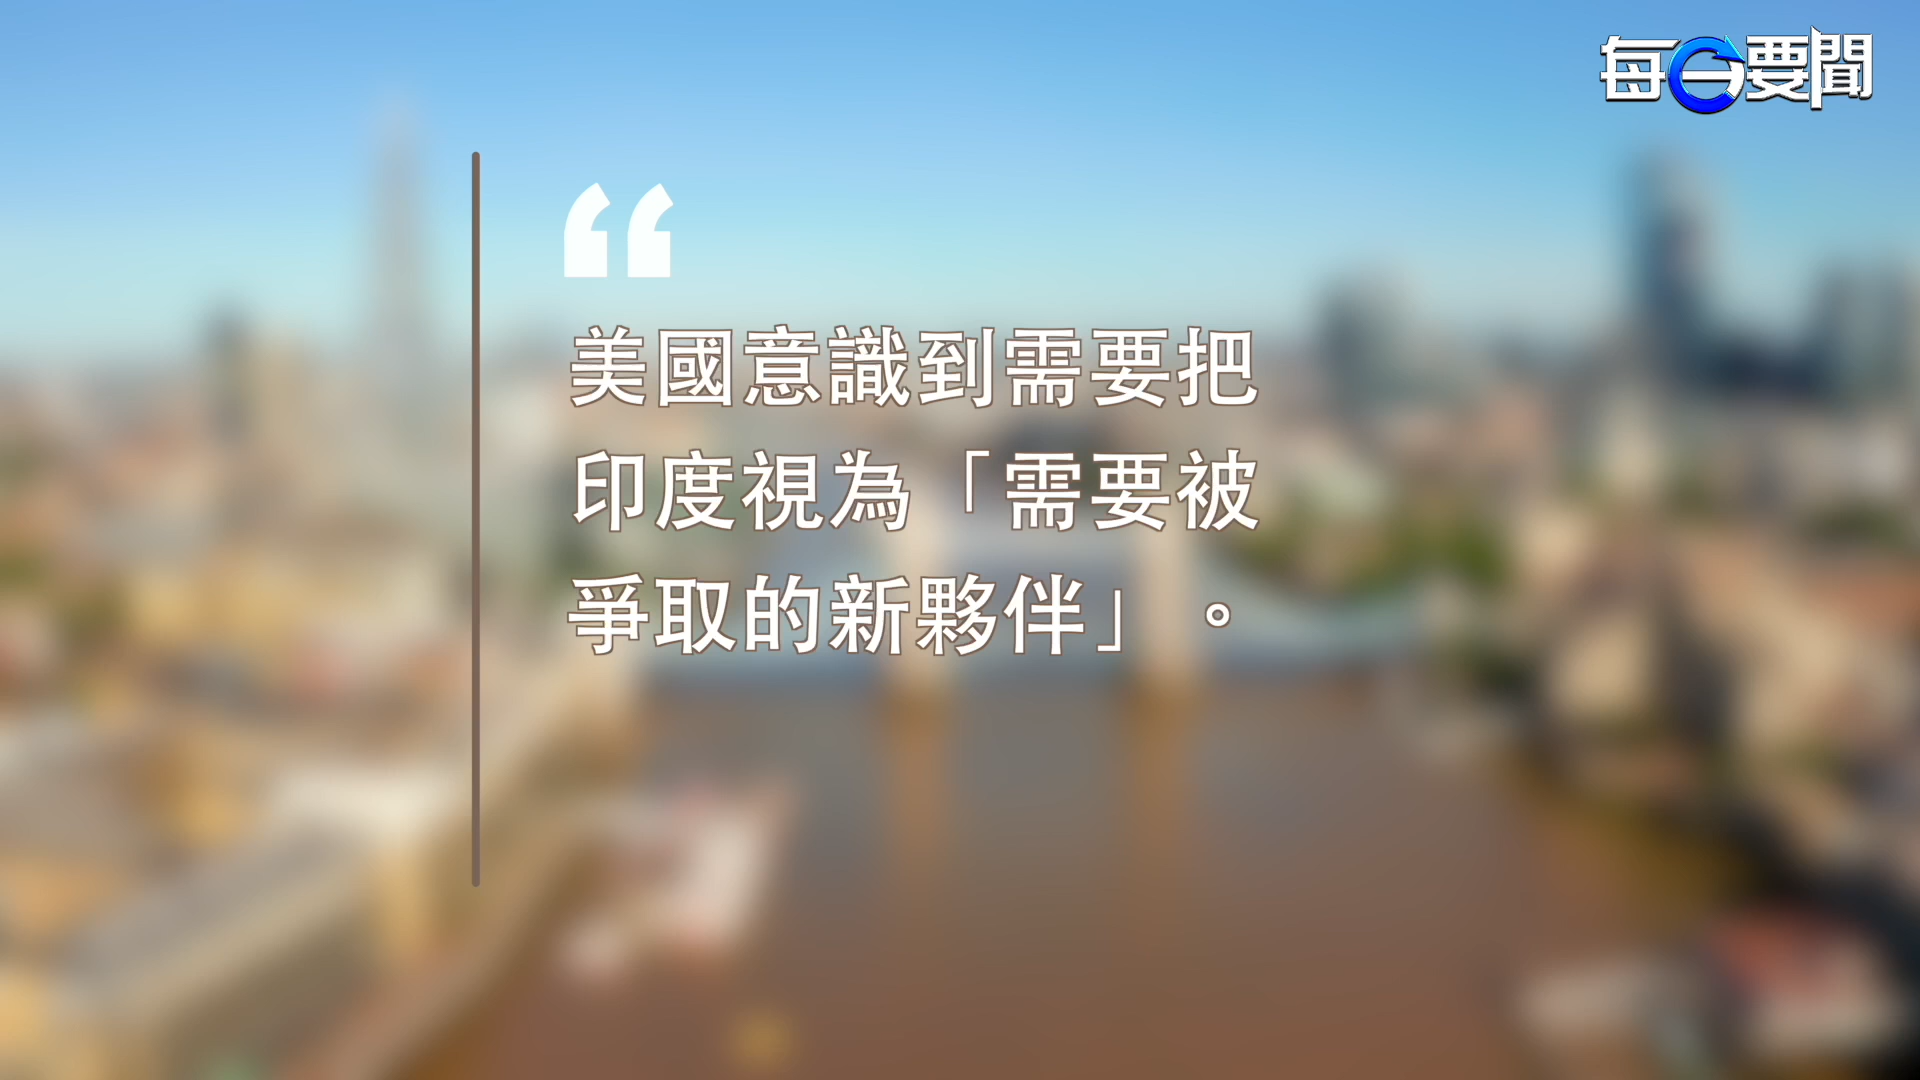 每日要聞
美國意識到需要把
印度視為「需要被
爭取的新夥伴」。